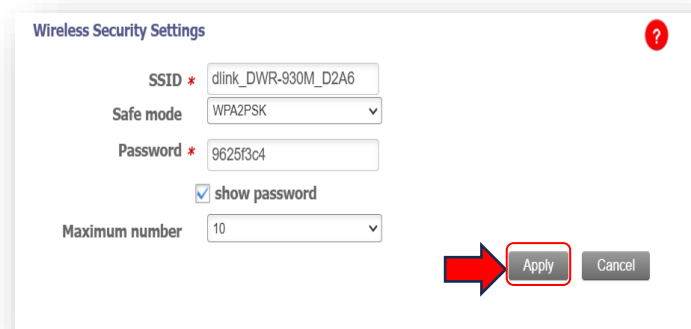 Wireless Security Settings
?
SSID * dlink_DWR-930M_D2A6
Safe mode WPA2PSK
Password * 9625f3c4
show password
Maximum number 10
Apply Cancel